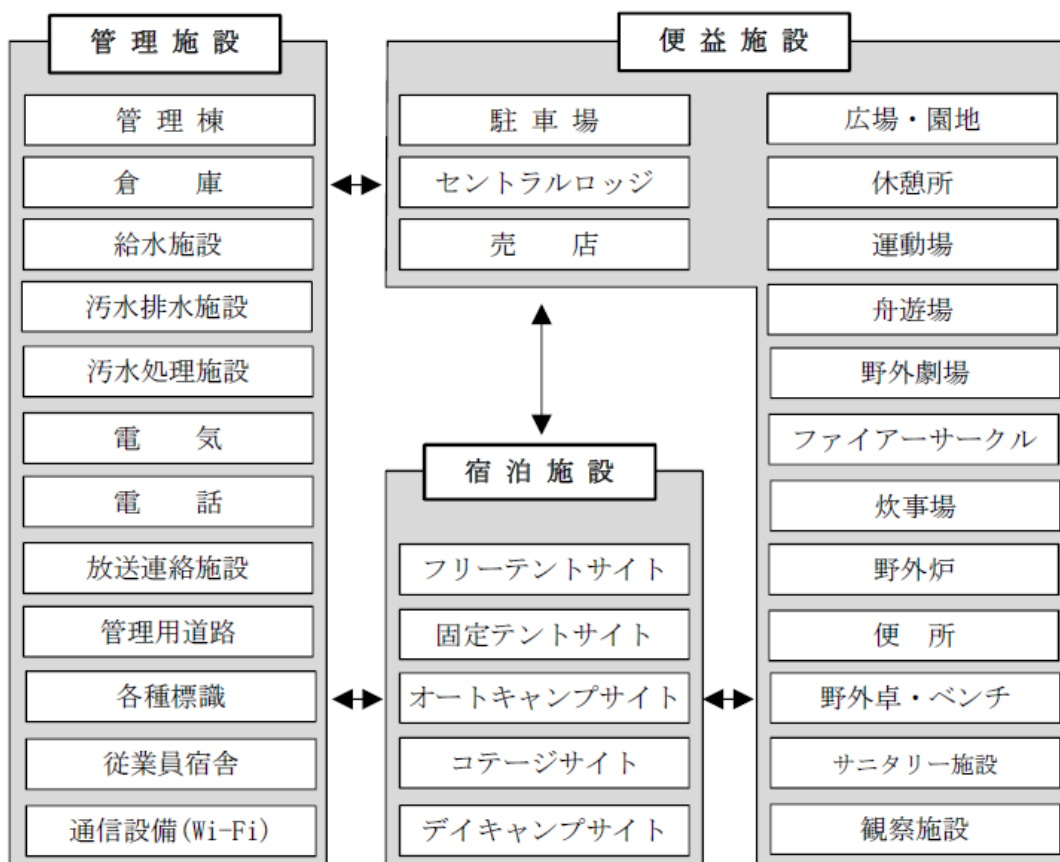 管理施設
管理棟
倉庫
給水施設
汚水排水施設
汚水処理施設
電気
電話
放送連絡施設
管理用道路
各種標識
従業員宿舎
通信設備(Wi-Fi)
便益施設
駐車場
セントラルロッジ
売店
広場・園地
休憩所
運動場
舟遊場
野外劇場
ファイアーサークル
炊事場
野外炉
便所
野外卓・ベンチ
サニタリー施設
観察施設
宿泊施設
フリーテントサイト
固定テントサイト
オートキャンプサイト
コテージサイト
デイキャンプサイト